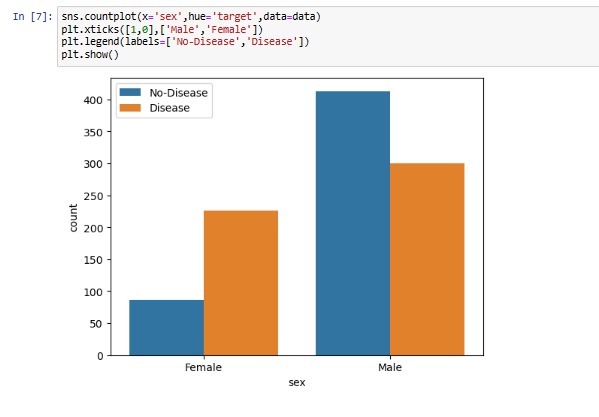 In [7]: sns.countplot(x='sex',hue='target',data=data)
plt.xticks([1,0],['Male','Female'])
plt.legend(labels=['No-Disease','Disease'])
plt.show()
No-Disease
Disease
400
350
300
250
200
150
100
50
0
count
Female Male
sex